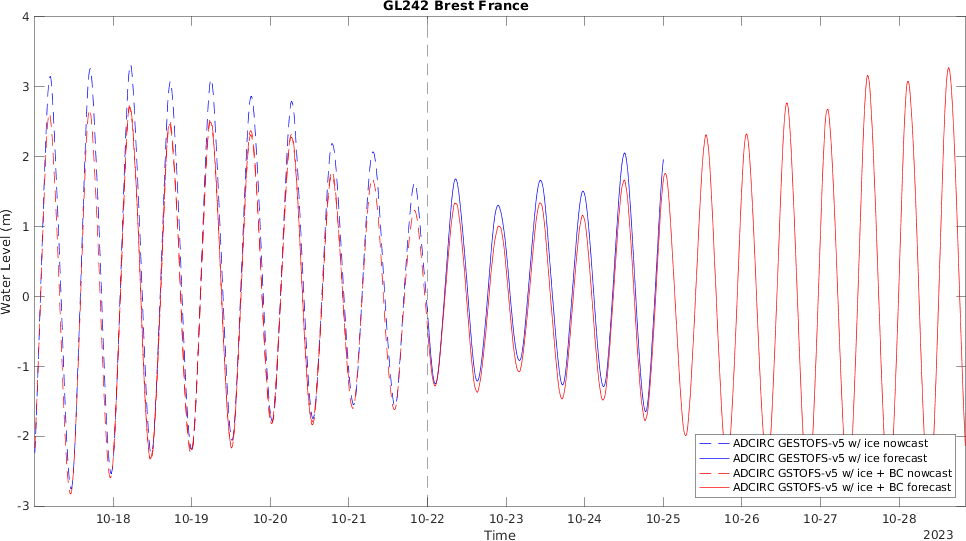 GL242 Brest France
4
3
2
1
0
-1
-2
-3
Water Level (m)
10-18
10-19
10-20
10-21
10-22
10-23
10-24
10-25
10-26
10-27
10-28
Time
2023
ADCIRC GESTOFS-v5 w/ ice nowcast
ADCIRC GESTOFS-v5 w/ ice forecast
ADCIRC GSTOFS-v5 w/ ice + BC nowcast
ADCIRC GSTOFS-v5 w/ ice + BC forecast